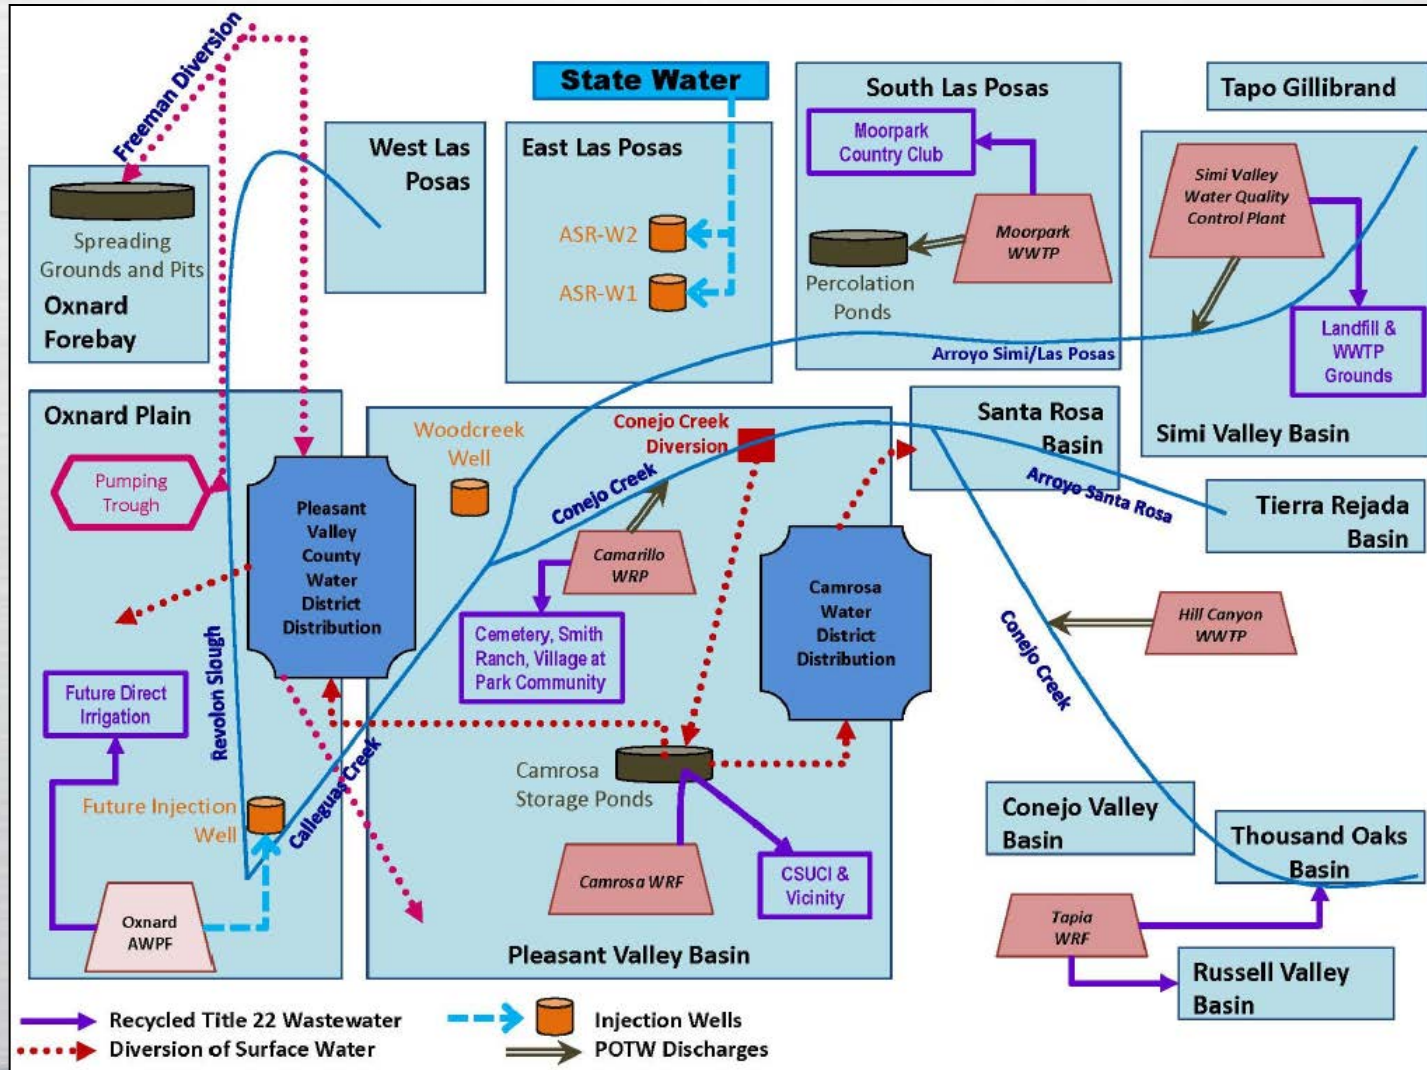 Freeman Diversion
State Water
South Las Posas
Tapo Gillibrand
West Las
Posas
East Las Posas
Moorpark
Country Club
Simi Valley
Water Quality
Control Plant
Spreading
Grounds and Pits
Oxnard
Forebay
ASR-W2
ASR-W1
Moorpark
WWTP
Percolation
Ponds
Arroyo Simi/Las Posas
Landfill &
WWTP
Grounds
Simi Valley Basin
Oxnard Plain
Woodcreek
Well
Conejo Creek
Diversion
Santa Rosa
Basin
Arroyo Santa Rosa
Tierra Rejada
Basin
Pumping
Trough
Pleasant
Valley
County
Water
District
Distribution
Conejo Creek
Camarillo
WRP
Camrosa
Water
District
Distribution
Hill Canyon
WWTP
Conejo Creek
Cemetery, Smith
Ranch, Village at
Park Community
Future Direct
Irrigation
Revolon Slough
Calleguas Creek
Camrosa
Storage Ponds
Future Injection
Well
Conejo Valley
Basin
Thousand Oaks
Basin
Camrosa WRF
CSUCI &
Vicinity
Oxnard
AWPF
Tapia
WRF
Pleasant Valley Basin
Russell Valley
Basin
Recycled Title 22 Wastewater
Injection Wells
Diversion of Surface Water
POTW Discharges